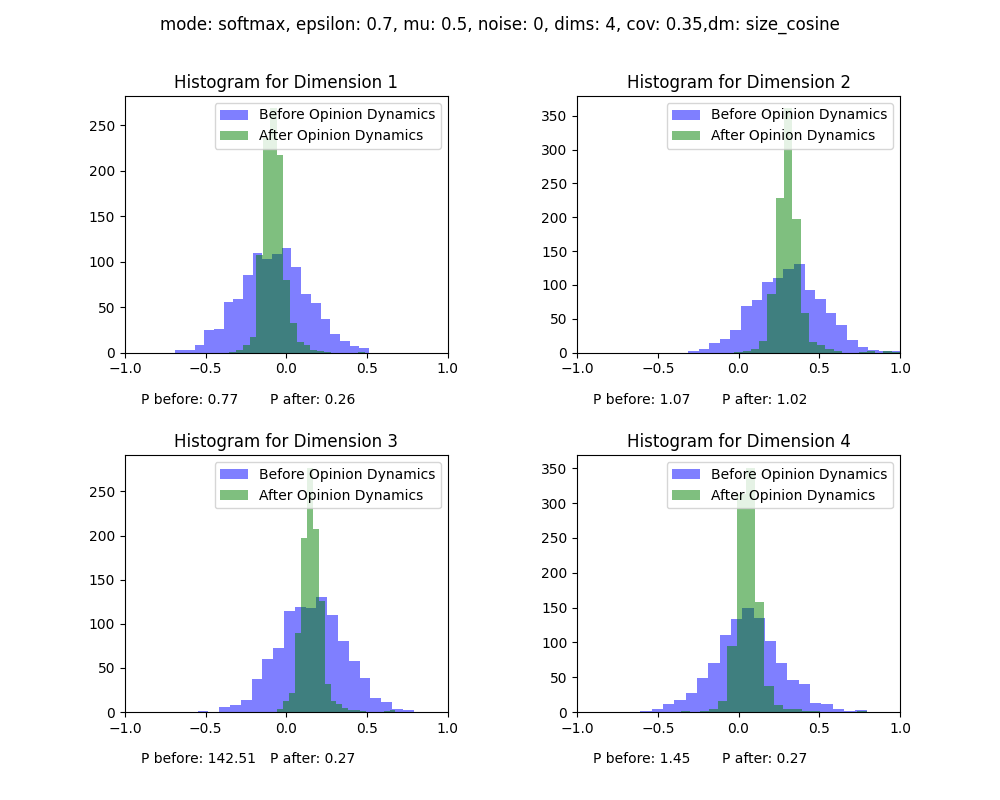 mode: softmax, epsilon: 0.7, mu: 0.5, noise: 0, dims: 4, cov: 0.35,dm: size_cosine
Histogram for Dimension 1
Before Opinion Dynamics
After Opinion Dynamics
250
200
150
100
50
0
−1.0 −0.5 0.0 0.5 1.0
P before: 0.77 P after: 0.26
Histogram for Dimension 2
Before Opinion Dynamics
After Opinion Dynamics
350
300
250
200
150
100
50
0
−1.0 −0.5 0.0 0.5 1.0
P before: 1.07 P after: 1.02
Histogram for Dimension 3
Before Opinion Dynamics
After Opinion Dynamics
250
200
150
100
50
0
−1.0 −0.5 0.0 0.5 1.0
P before: 142.51 P after: 0.27
Histogram for Dimension 4
Before Opinion Dynamics
After Opinion Dynamics
350
300
250
200
150
100
50
0
−1.0 −0.5 0.0 0.5 1.0
P before: 1.45 P after: 0.27